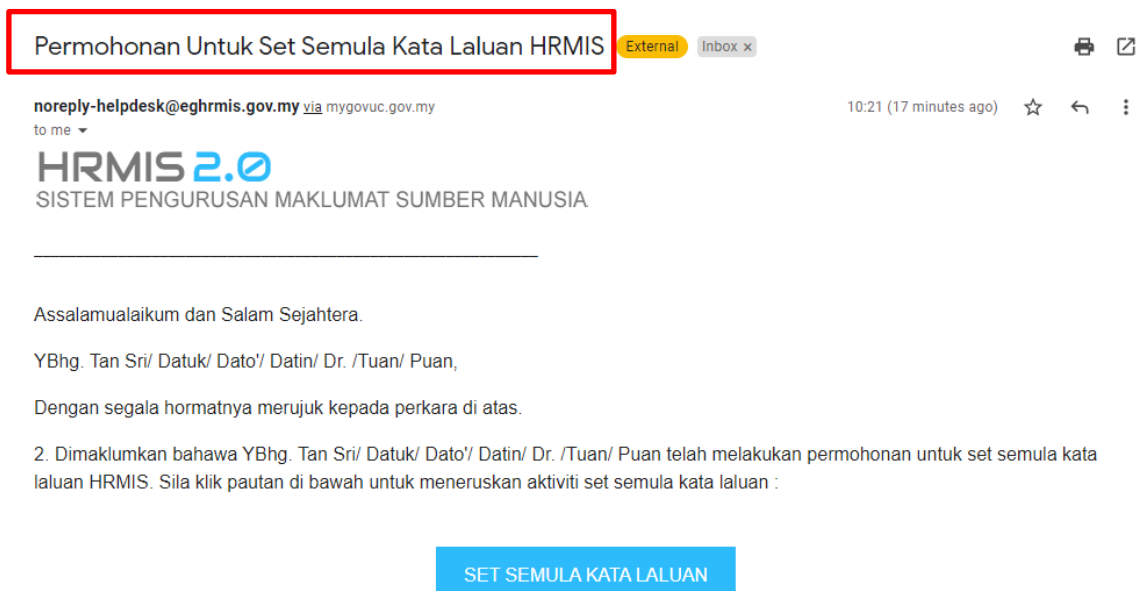 Permohonan Untuk Set Semula Kata Laluan HRMIS External Inbox x
noreply-helpdesk@eghrmis.gov.my via mygovuc.gov.my 10:21 (17 minutes ago)
to me
HRMIS 2.0
SISTEM PENGURUSAN MAKLUMAT SUMBER MANUSIA
Assalamualaikum dan Salam Sejahtera.
YBhg. Tan Sri/ Datuk/ Dato'/ Datin/ Dr. /Tuan/ Puan,
Dengan segala hormatnya merujuk kepada perkara di atas.
2. Dimaklumkan bahawa YBhg. Tan Sri/ Datuk/ Dato'/ Datin/ Dr. /Tuan/ Puan telah melakukan permohonan untuk set semula kata
laluan HRMIS. Sila klik pautan di bawah untuk meneruskan aktiviti set semula kata laluan :
SET SEMULA KATA LALUAN